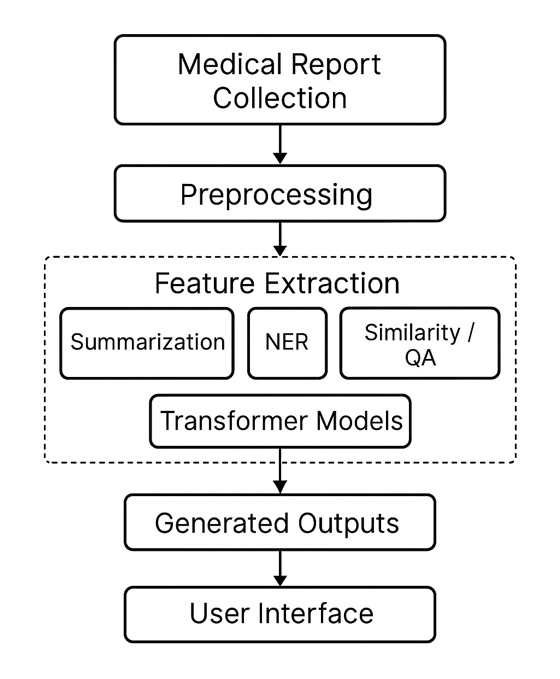 Medical Report
Collection
Preprocessing
Feature Extraction
Summarization
NER
Similarity /
QA
Transformer Models
Generated Outputs
User Interface